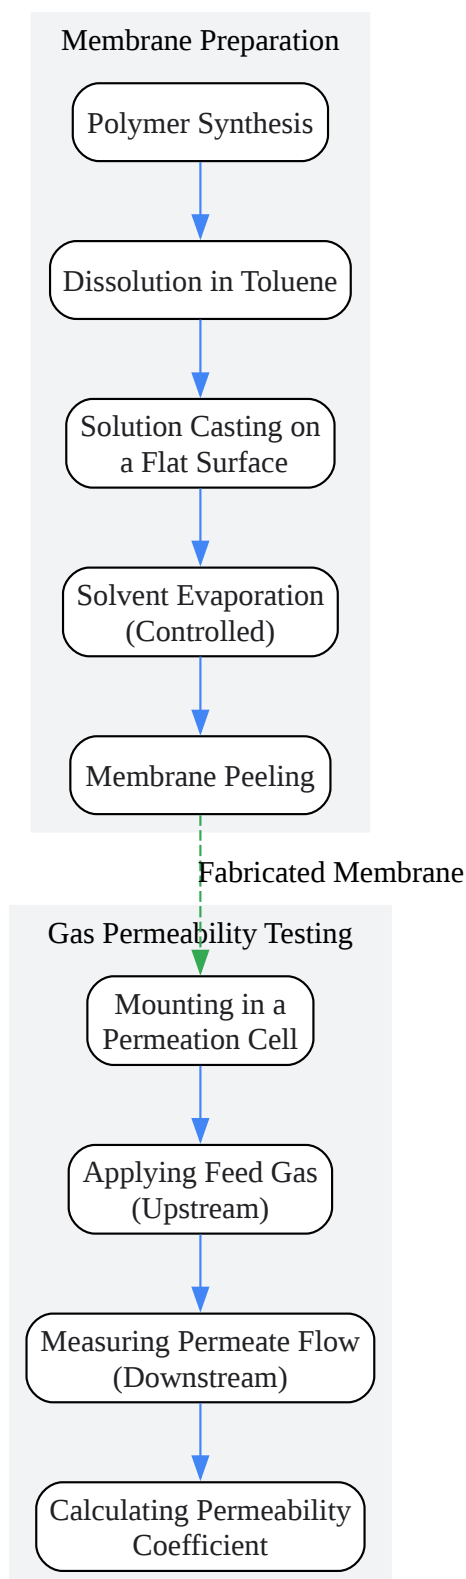 Membrane Preparation
Polymer Synthesis
Dissolution in Toluene
Solution Casting on
a Flat Surface
Solvent Evaporation
(Controlled)
Membrane Peeling
Fabricated Membrane
Gas Permeability Testing
Mounting in a
Permeation Cell
Applying Feed Gas
(Upstream)
Measuring Permeate Flow
(Downstream)
Calculating Permeability
Coefficient